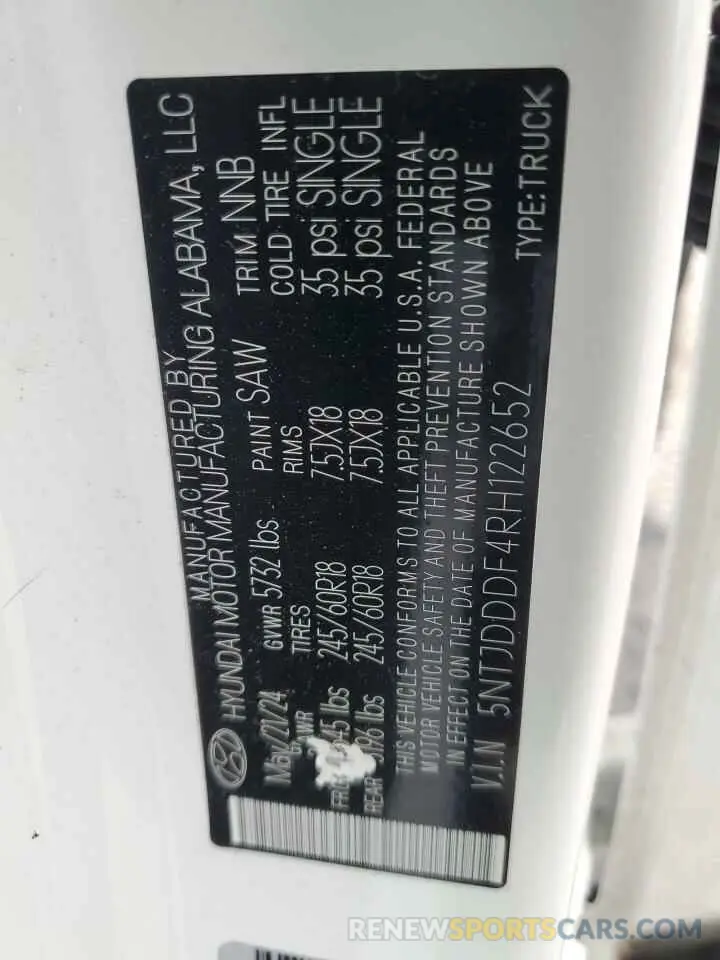 MANUFACTURED BY
HYUNDAI MOTOR MANUFACTURING ALABAMA, LLC
GVWR 5732 lbs PAINT SAW TRIM NNB
TIRES RIMS COLD TIRE INFL
245/60R18 7.5JX18 35 psi SINGLE
REAR lbs 245/60R18 7.5JX18 35 psi SINGLE
THIS VEHICLE CONFORMS TO ALL APPLICABLE U.S.A. FEDERAL
MOTOR VEHICLE SAFETY AND THEFT PREVENTION STANDARDS
IN EFFECT ON THE DATE OF MANUFACTURE SHOWN ABOVE
V.I.N 5NTJDDDF4RH122652 TYPE:TRUCK
RENEWSPORTSCARS.COM